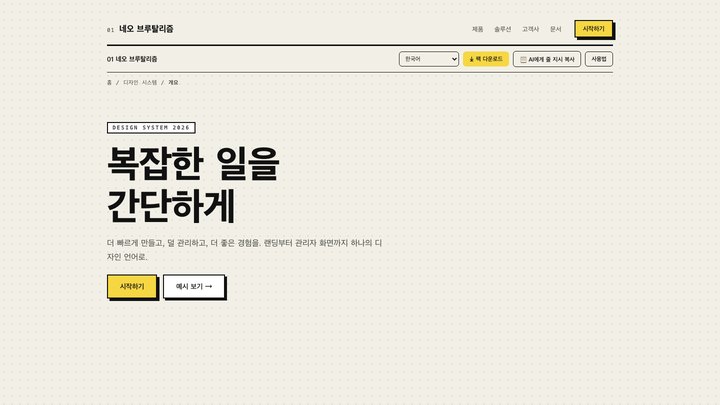 01 네오 브루탈리즘
제품 솔루션 고객사 문서 시작하기
01 네오 브루탈리즘
한국어 팩 다운로드 AI에게 줄 지시 복사 사용법
홈 / 디자인 시스템 / 개요
DESIGN SYSTEM 2026
복잡한 일을
간단하게
더 빠르게 만들고, 덜 관리하고, 더 좋은 경험을. 랜딩부터 관리자 화면까지 하나의 디
자인 언어로.
시작하기 예시 보기 →